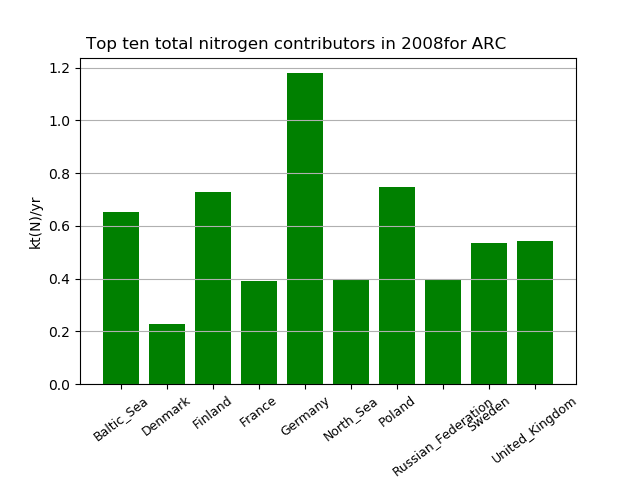 Top ten total nitrogen contributors in 2008for ARC
kt(N)/yr
1.2
1.0
0.8
0.6
0.4
0.2
0.0
Baltic_Sea
Denmark
Finland
France
Germany
North_Sea
Poland
Russian_Federation
Sweden
United_Kingdom